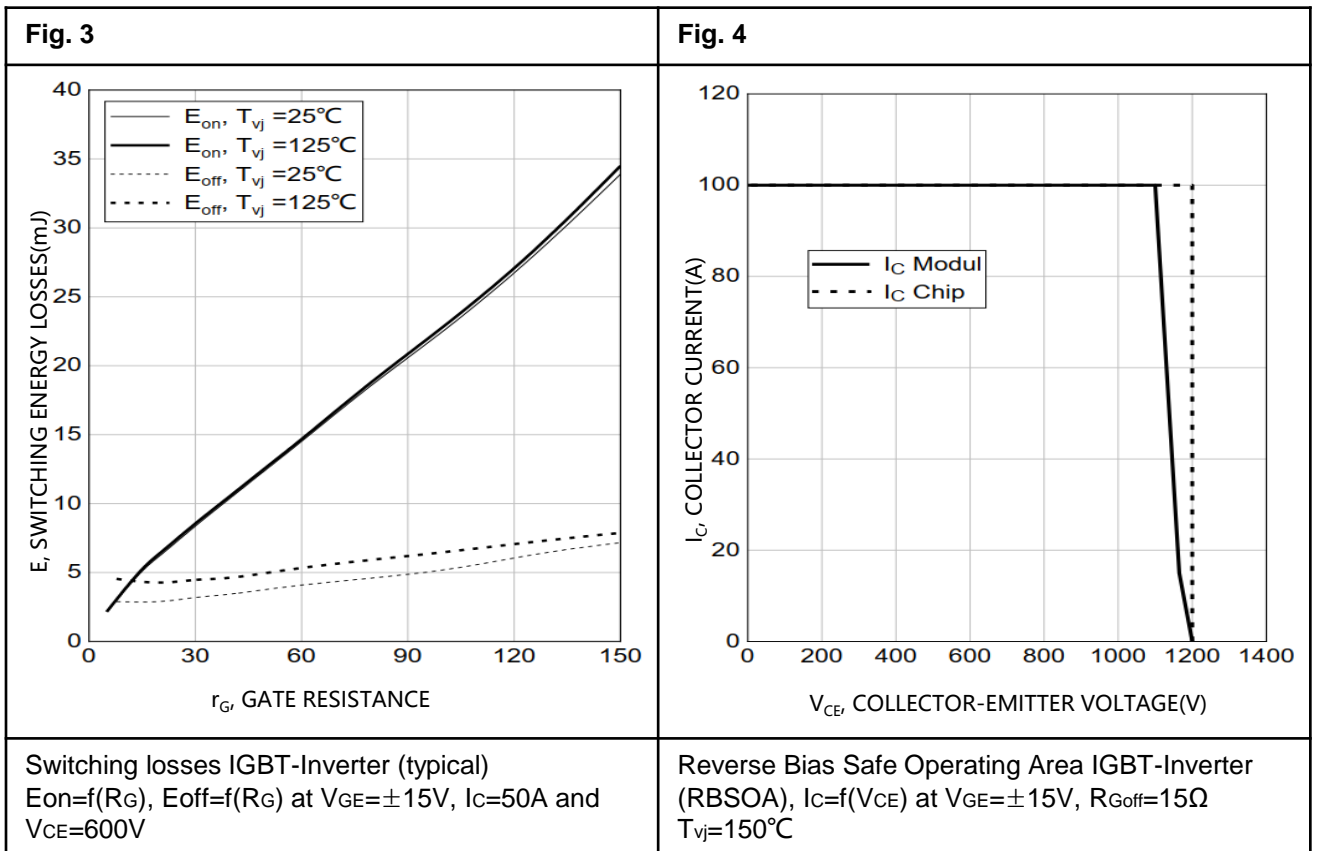 Fig. 3
40
35
30
25
20
15
10
5
0
0 30 60 90 120 150
E, SWITCHING ENERGY LOSSES(mJ)
Eon, Tvj =25℃
Eon, Tvj =125℃
Eoff, Tvj =25℃
Eoff, Tvj =125℃
rG, GATE RESISTANCE
Switching losses IGBT-Inverter (typical)
Eon=f(RG), Eoff=f(RG) at VGE=±15V, IC=50A and
VCE=600V
Fig. 4
120
100
80
60
40
20
0
0 200 400 600 800 1000 1200 1400
IC, COLLECTOR CURRENT(A)
IC Modul
IC Chip
VCE, COLLECTOR-EMITTER VOLTAGE(V)
Reverse Bias Safe Operating Area IGBT-Inverter
(RBSOA), IC=f(VCE) at VGE=±15V, RGoff=15Ω
Tvj=150℃